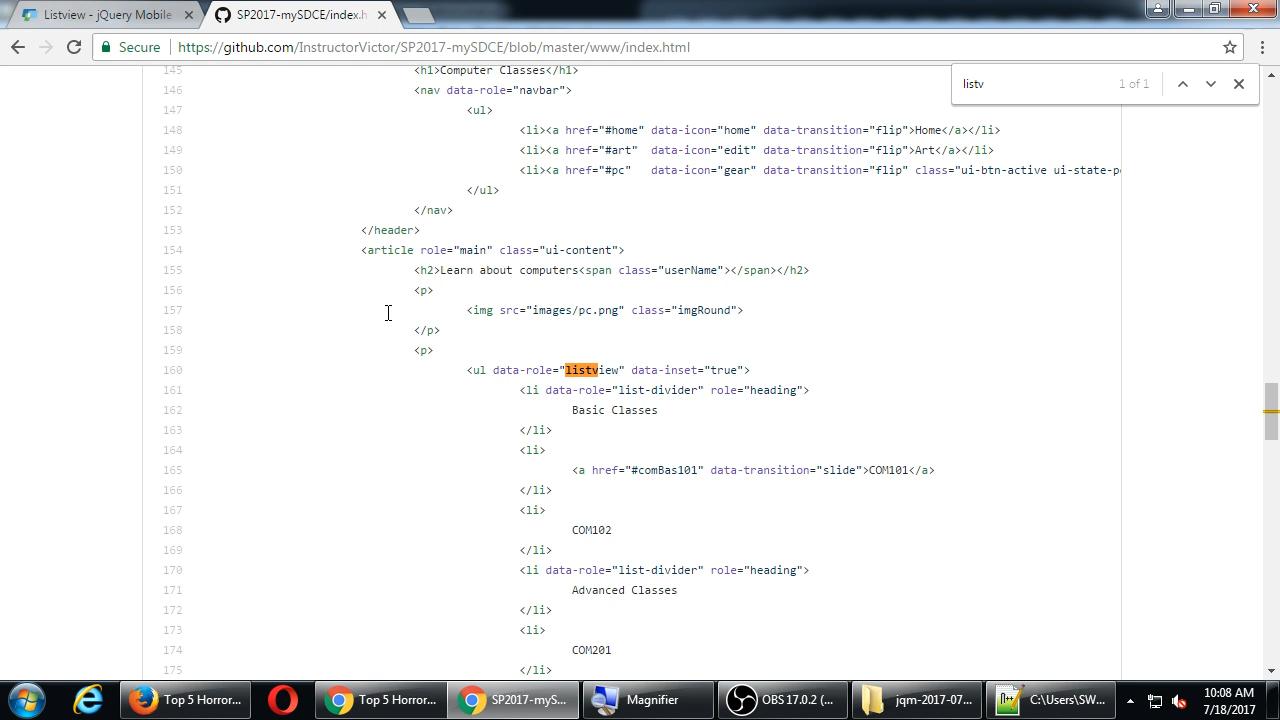 Listview - jQuery Mobile
SP2017-mySDCE/index.h
Secure
https://github.com/InstructorVictor/SP2017-mySDCE/blob/master/www/index.html
listv
1 of 1
145 <h1>Computer Classes</h1>
146 <nav data-role="navbar">
147 <ul>
148 <li><a href="#home" data-icon="home" data-transition="flip">Home</a></li>
149 <li><a href="#art"  data-icon="edit" data-transition="flip">Art</a></li>
150 <li><a href="#pc"   data-icon="gear" data-transition="flip" class="ui-btn-active ui-state-p
151 </ul>
152 </nav>
153 </header>
154 <article role="main" class="ui-content">
155 <h2>Learn about computers<span class="userName"></span></h2>
156 <p>
157 <img src="images/pc.png" class="imgRound">
158 </p>
159 <p>
160 <ul data-role="listview" data-inset="true">
161 <li data-role="list-divider" role="heading">
162 Basic Classes
163 </li>
164 <li>
165 <a href="#comBas101" data-transition="slide">COM101</a>
166 </li>
167 <li>
168 COM102
169 </li>
170 <li data-role="list-divider" role="heading">
171 Advanced Classes
172 </li>
173 <li>
174 COM201
175 </li>
Top 5 Horror...
Top 5 Horror...
SP2017-myS...
Magnifier
OBS 17.0.2 (...
jqm-2017-07...
C:\Users\SW...
10:08 AM
7/18/2017